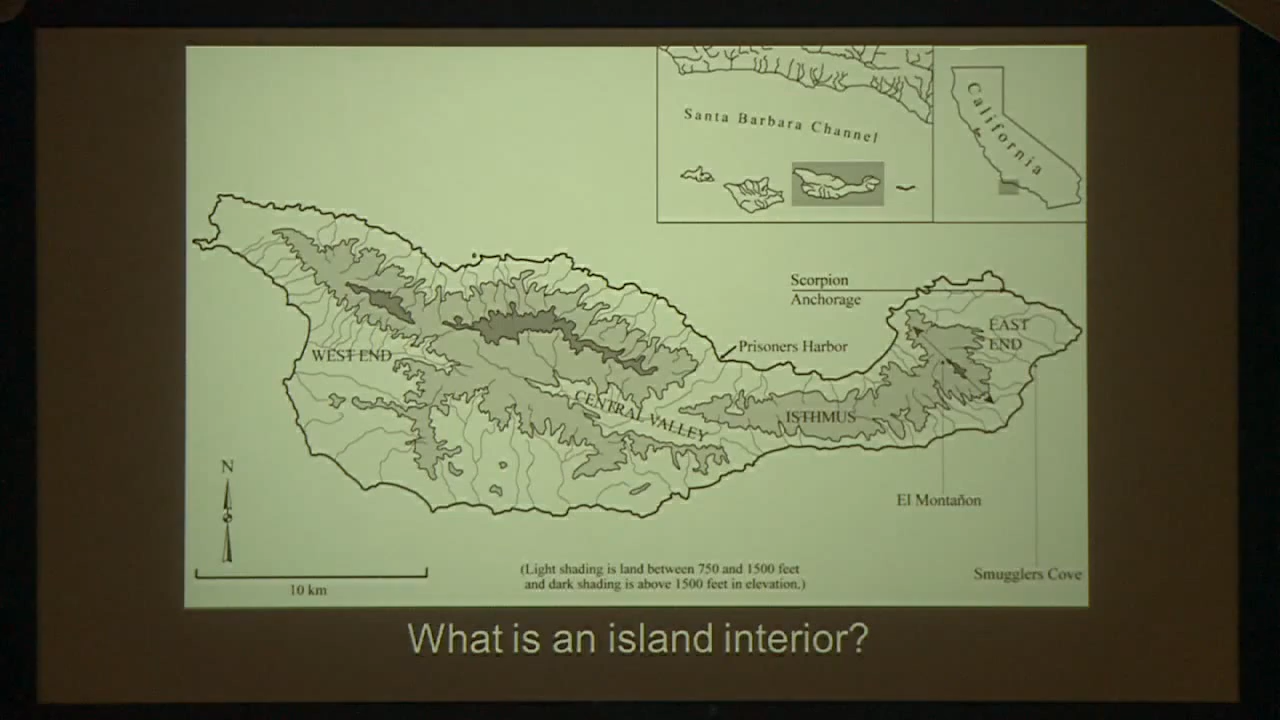 Santa Barbara Channel
California
Scorpion
Anchorage
EAST
END
Prisoners Harbor
WEST END
CENTRAL VALLEY
ISTHMUS
N
El Montañon
10 km
(Light shading is land between 750 and 1500 feet
and dark shading is above 1500 feet in elevation.)
Smugglers Cove
What is an island interior?